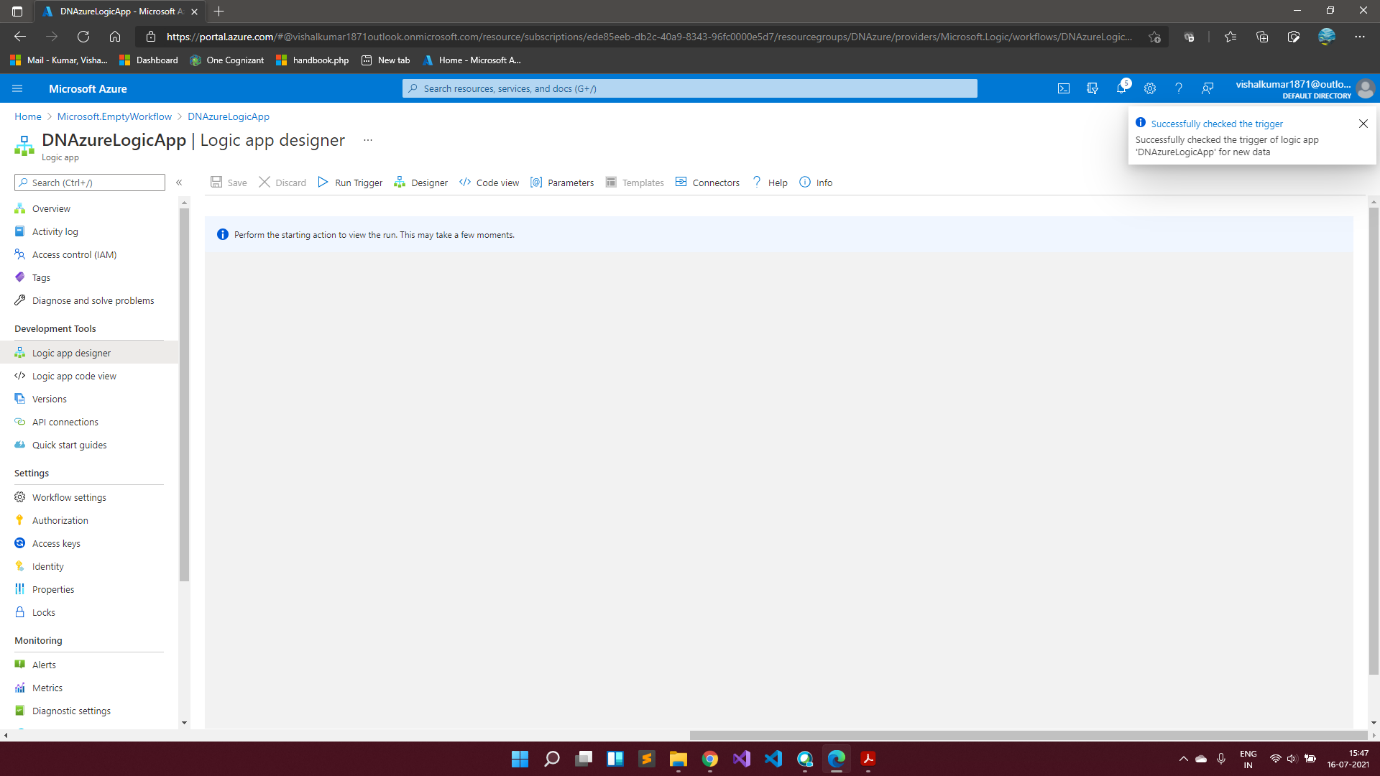 DNAzureLogicApp - Microsoft Az
https://portal.azure.com/#@vishalkumar1871outlook.onmicrosoft.com/resource/subscriptions/ede85eeb-db2c-40a9-8343-96fc0000e5d7/resourcegroups/DNAzure/providers/Microsoft.Logic/workflows/DNAzureLogic...
Mail - Kumar, Visha...
Dashboard
One Cognizant
handbook.php
New tab
Home - Microsoft A...
Microsoft Azure
Search resources, services, and docs (G+/)
5
vishalkumar1871@outlo...
DEFAULT DIRECTORY
Home > Microsoft.EmptyWorkflow > DNAzureLogicApp
DNAzureLogicApp | Logic app designer ...
Logic app
Successfully checked the trigger
Successfully checked the trigger of logic app
'DNAzureLogicApp' for new data
Search (Ctrl+/)
«
Save
Discard
Run Trigger
Designer
Code view
Parameters
Templates
Connectors
Help
Info
Perform the starting action to view the run. This may take a few moments.
Overview
Activity log
Access control (IAM)
Tags
Diagnose and solve problems
Development Tools
Logic app designer
Logic app code view
Versions
API connections
Quick start guides
Settings
Workflow settings
Authorization
Access keys
Identity
Properties
Locks
Monitoring
Alerts
Metrics
Diagnostic settings
ENG
IN
15:47
16-07-2021